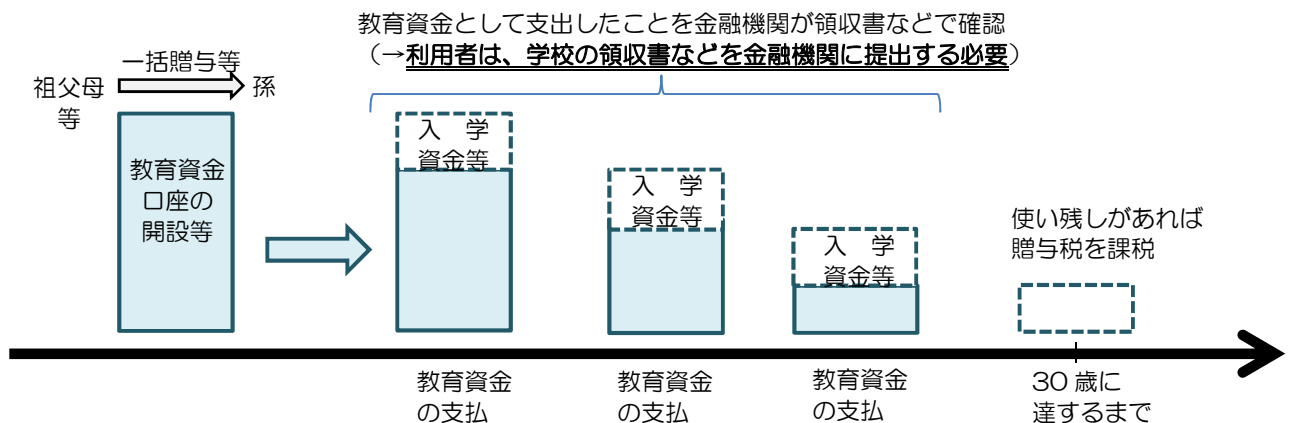 教育資金として支出したことを金融機関が領収書などで確認
（→利用者は、学校の領収書などを金融機関に提出する必要）
一括贈与等
祖父母
等
孫
教育資金
口座の
開設等
入 学
資金等
入 学
資金等
入 学
資金等
使い残しがあれば
贈与税を課税
教育資金
の支払
教育資金
の支払
教育資金
の支払
30歳に
達するまで